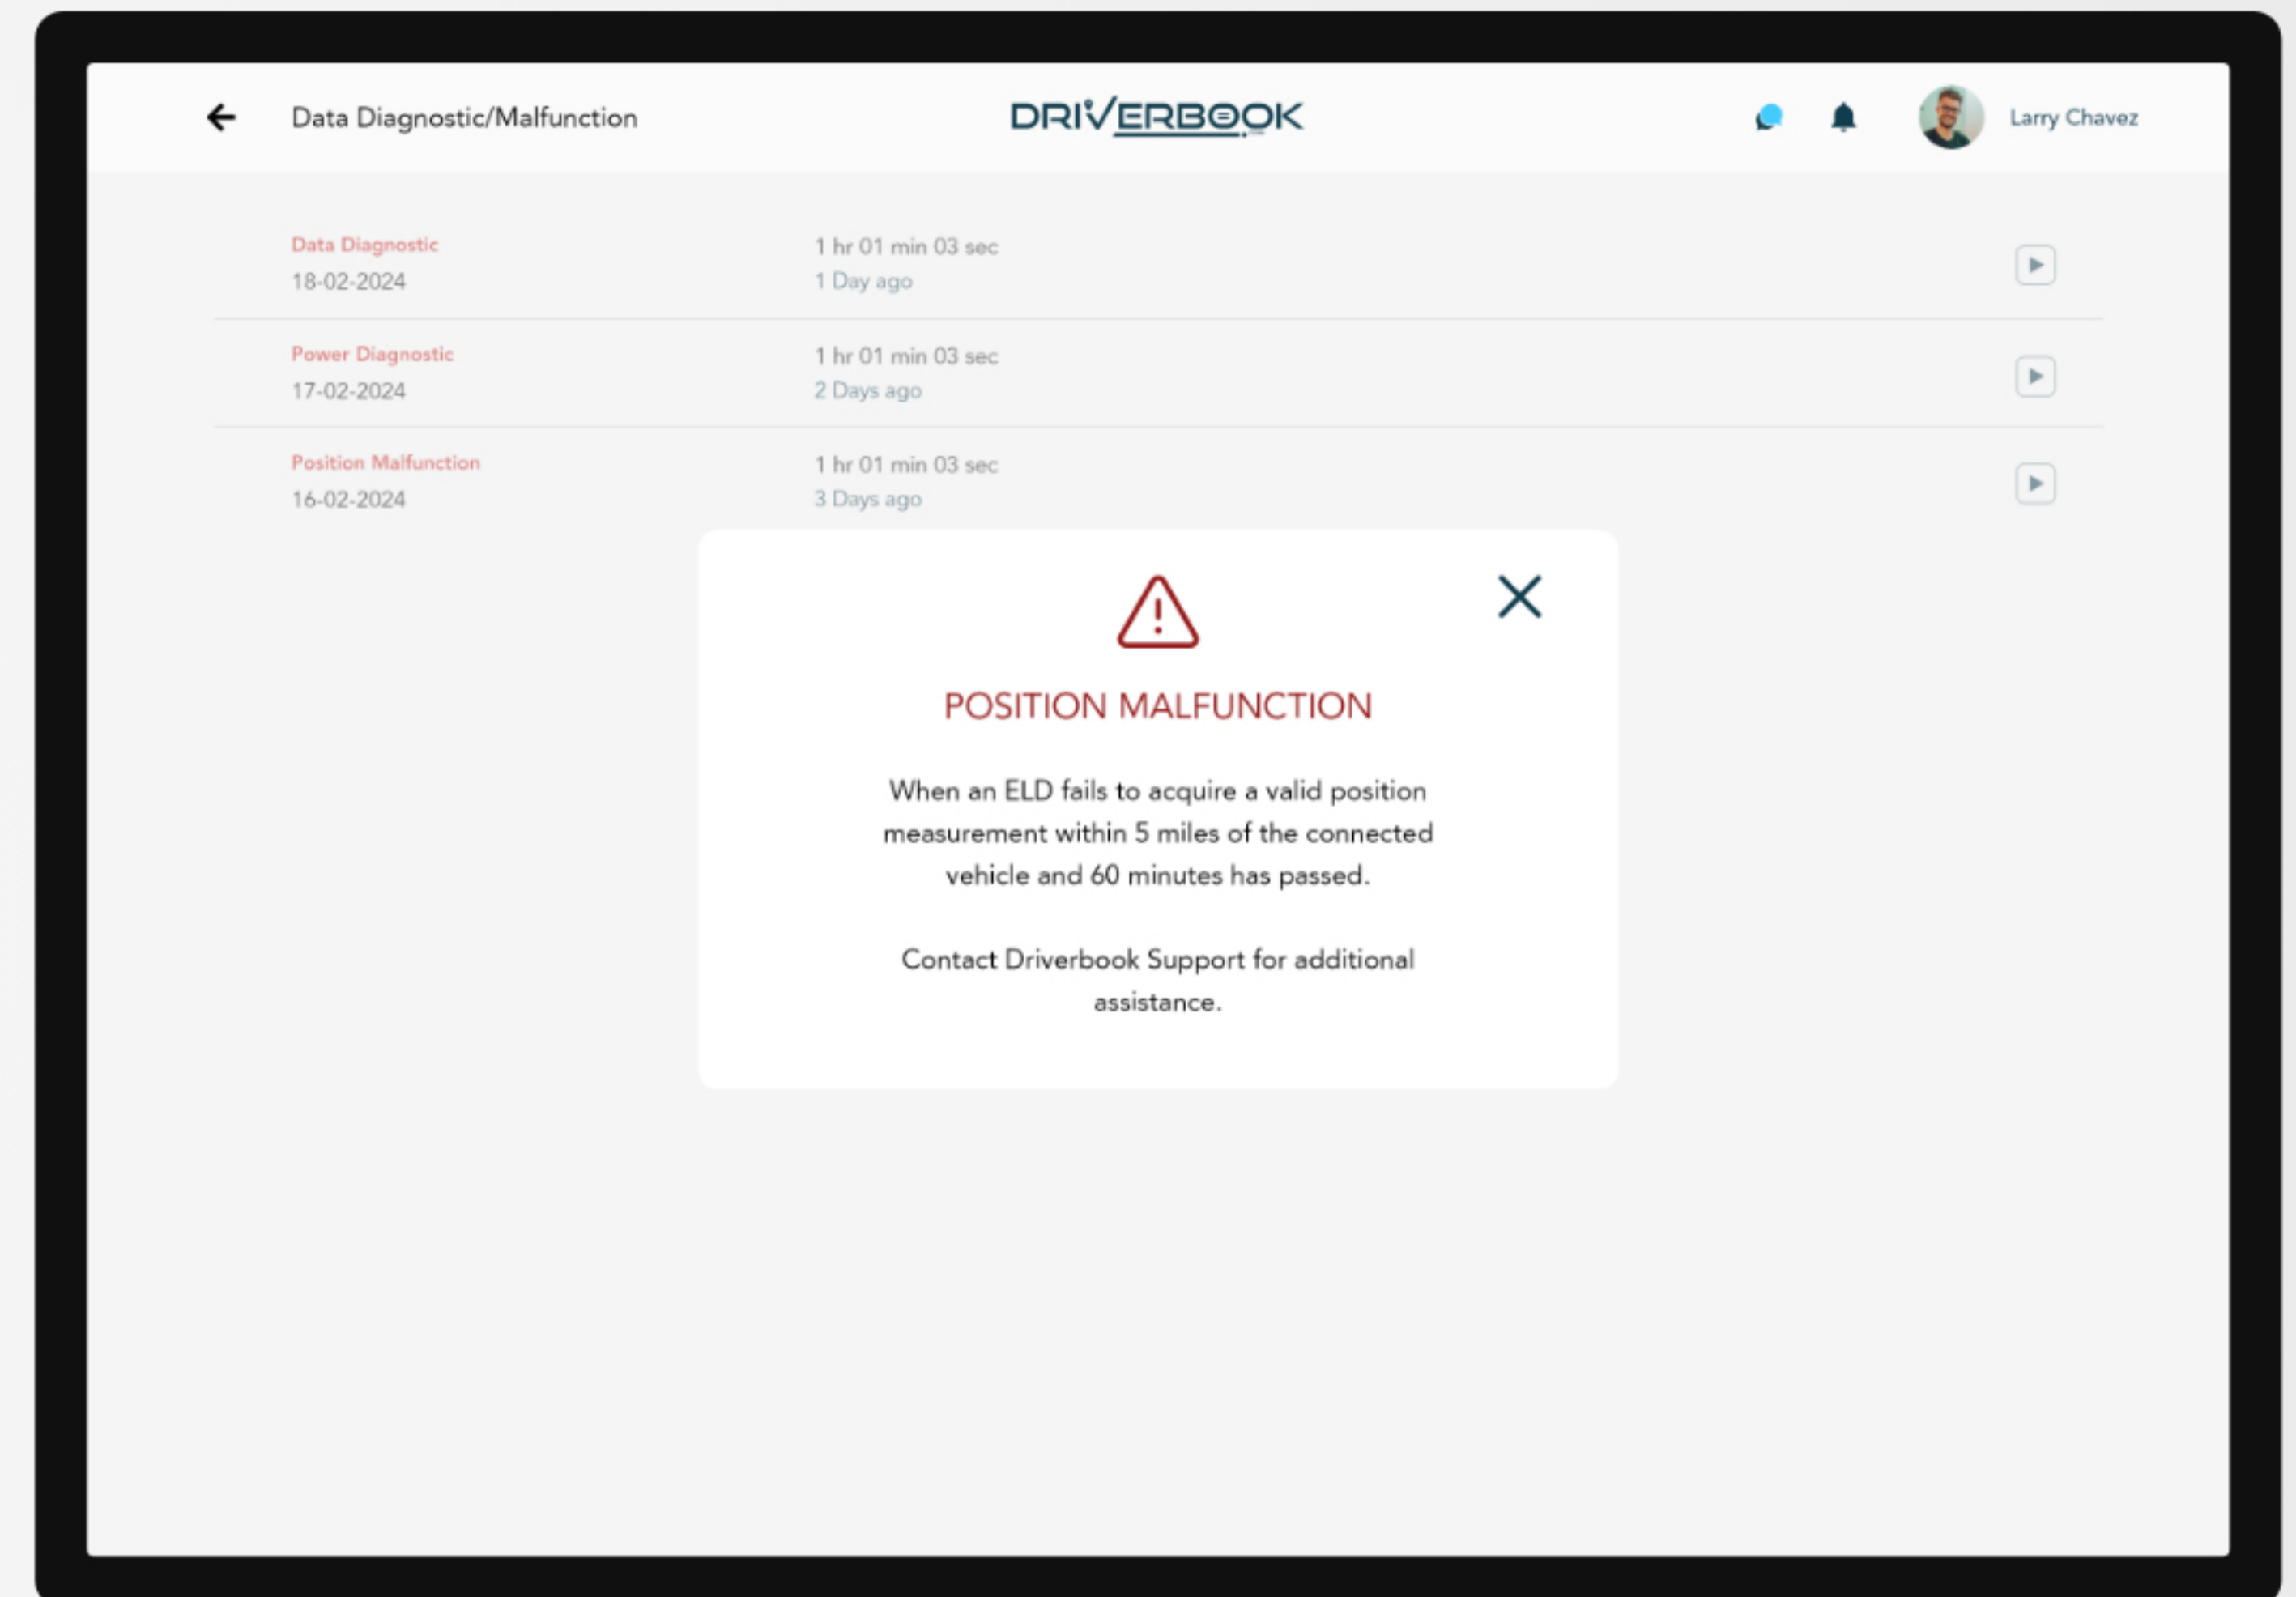 Data Diagnostic/Malfunction
DRIVERBOOK
Larry Chavez
Data Diagnostic
1 hr 01 min 03 sec
18-02-2024
1 Day ago
Power Diagnostic
1 hr 01 min 03 sec
17-02-2024
2 Days ago
Position Malfunction
1 hr 01 min 03 sec
16-02-2024
3 Days ago
POSITION MALFUNCTION
When an ELD fails to acquire a valid position
measurement within 5 miles of the connected
vehicle and 60 minutes has passed.
Contact Driverbook Support for additional
assistance.